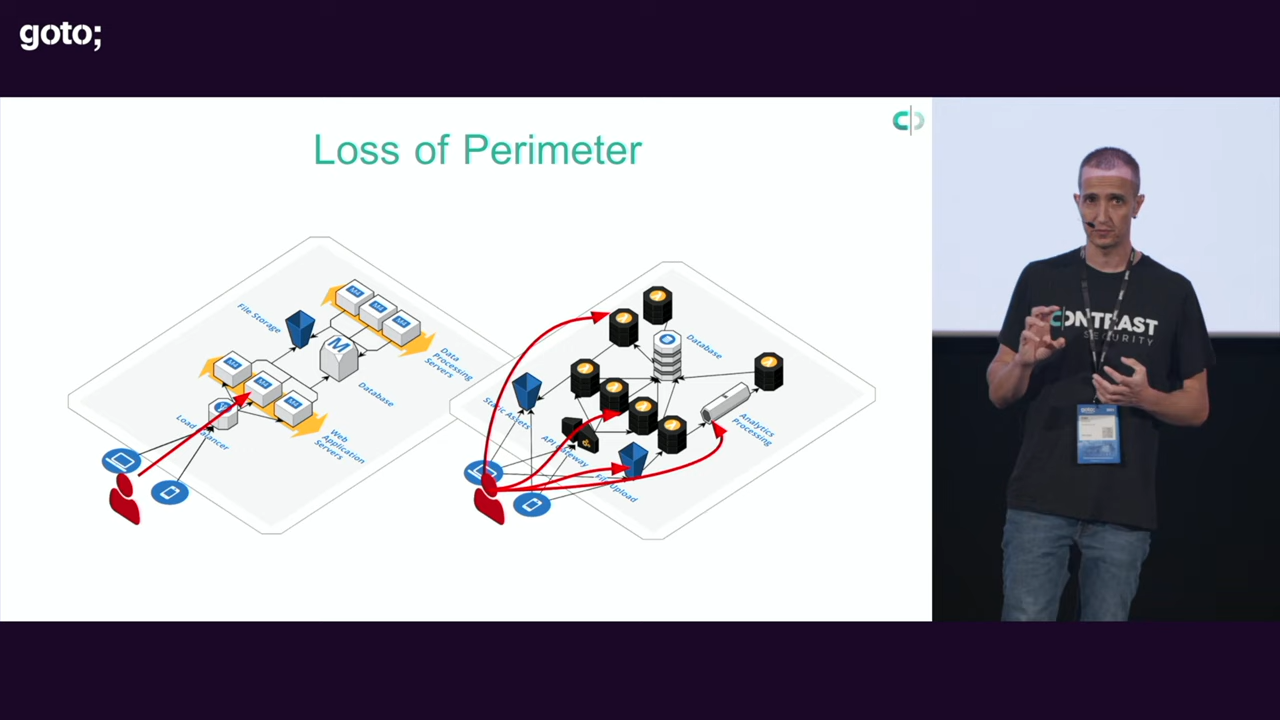 goto;
Loss of Perimeter
File Storage
Data
Processing
Servers
Database
Load Balancer
Web
Application
Servers
M
Database
Static Assets
API Gateway
File Upload
Analytics
Processing
CONTRAST
SECURITY
goto;